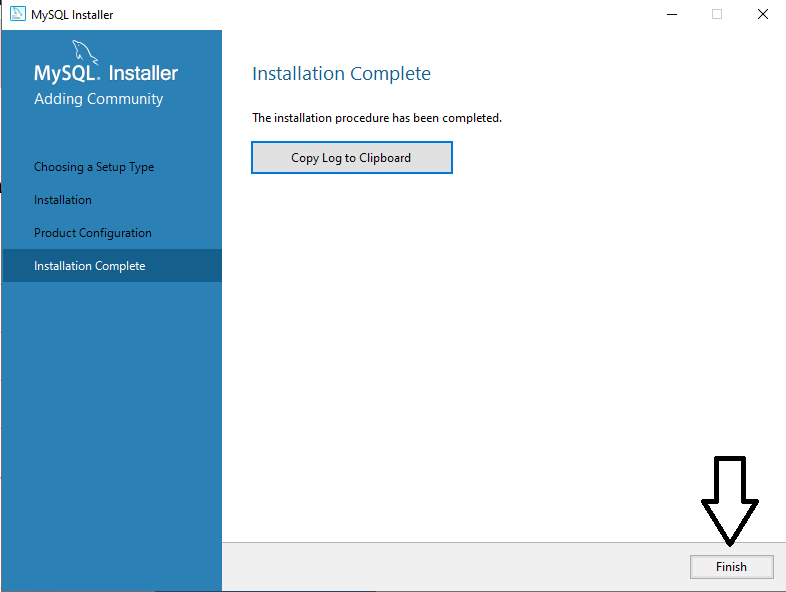 MySQL Installer
MySQL. Installer
Adding Community
Choosing a Setup Type
Installation
Product Configuration
Installation Complete
Installation Complete
The installation procedure has been completed.
Copy Log to Clipboard
Finish